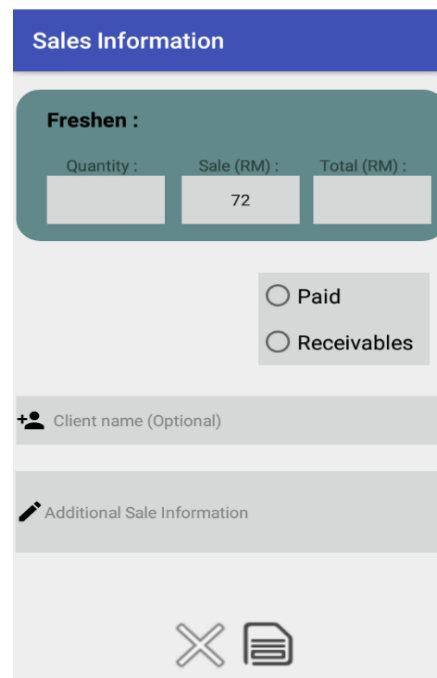 Sales Information
Freshen :
Quantity : Sale (RM) : Total (RM) :
72
Paid
Receivables
Client name (Optional)
Additional Sale Information